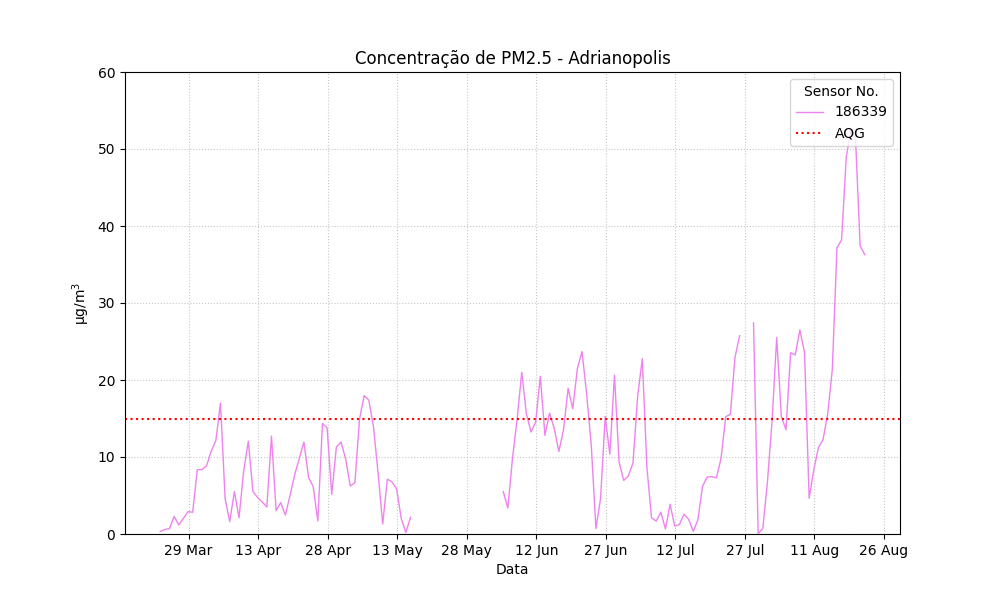 Concentração de PM2.5 - Adrianopolis
Sensor No.
186339
AQG
60
50
40
30
20
10
0
µg/m³
29 Mar
13 Apr
28 Apr
13 May
28 May
12 Jun
27 Jun
12 Jul
27 Jul
11 Aug
26 Aug
Data